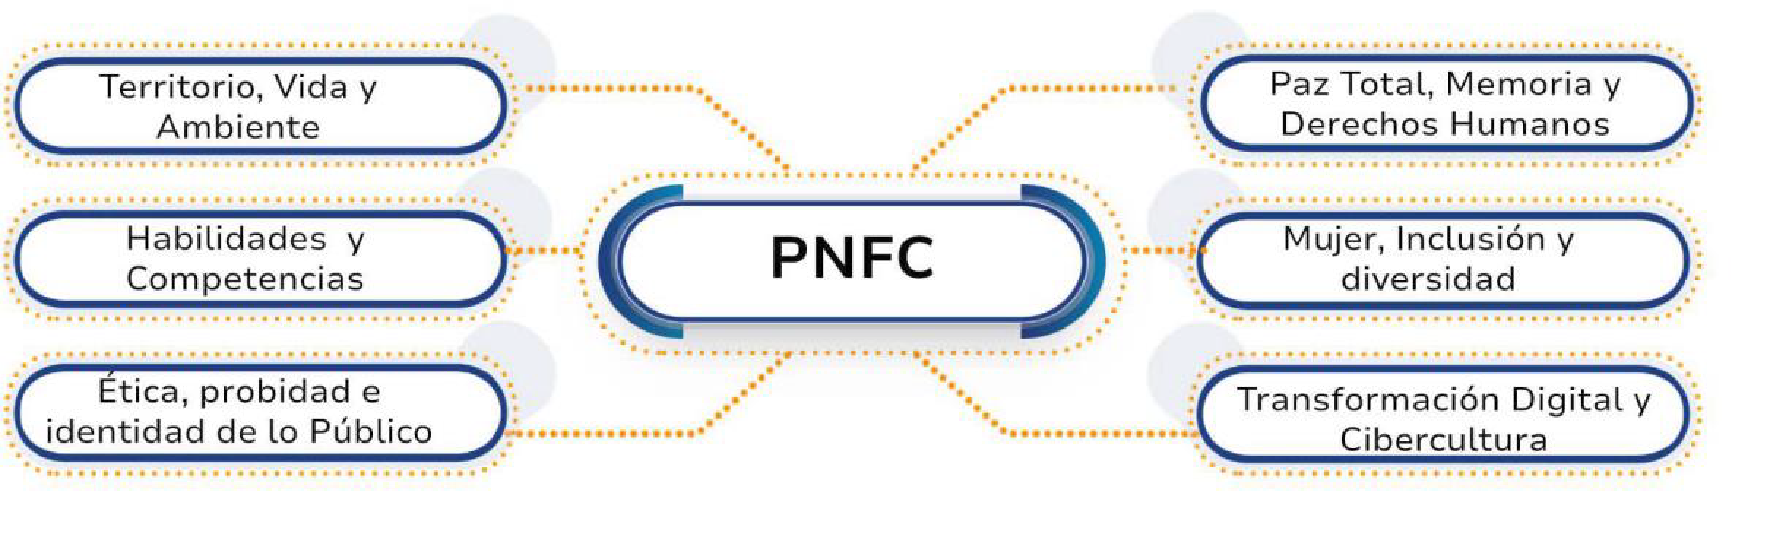 Territorio, Vida y
Ambiente
Habilidades y
Competencias
Ética, probidad e
identidad de lo Público
PNFC
Paz Total, Memoria y
Derechos Humanos
Mujer, Inclusión y
diversidad
Transformación Digital y
Cibercultura